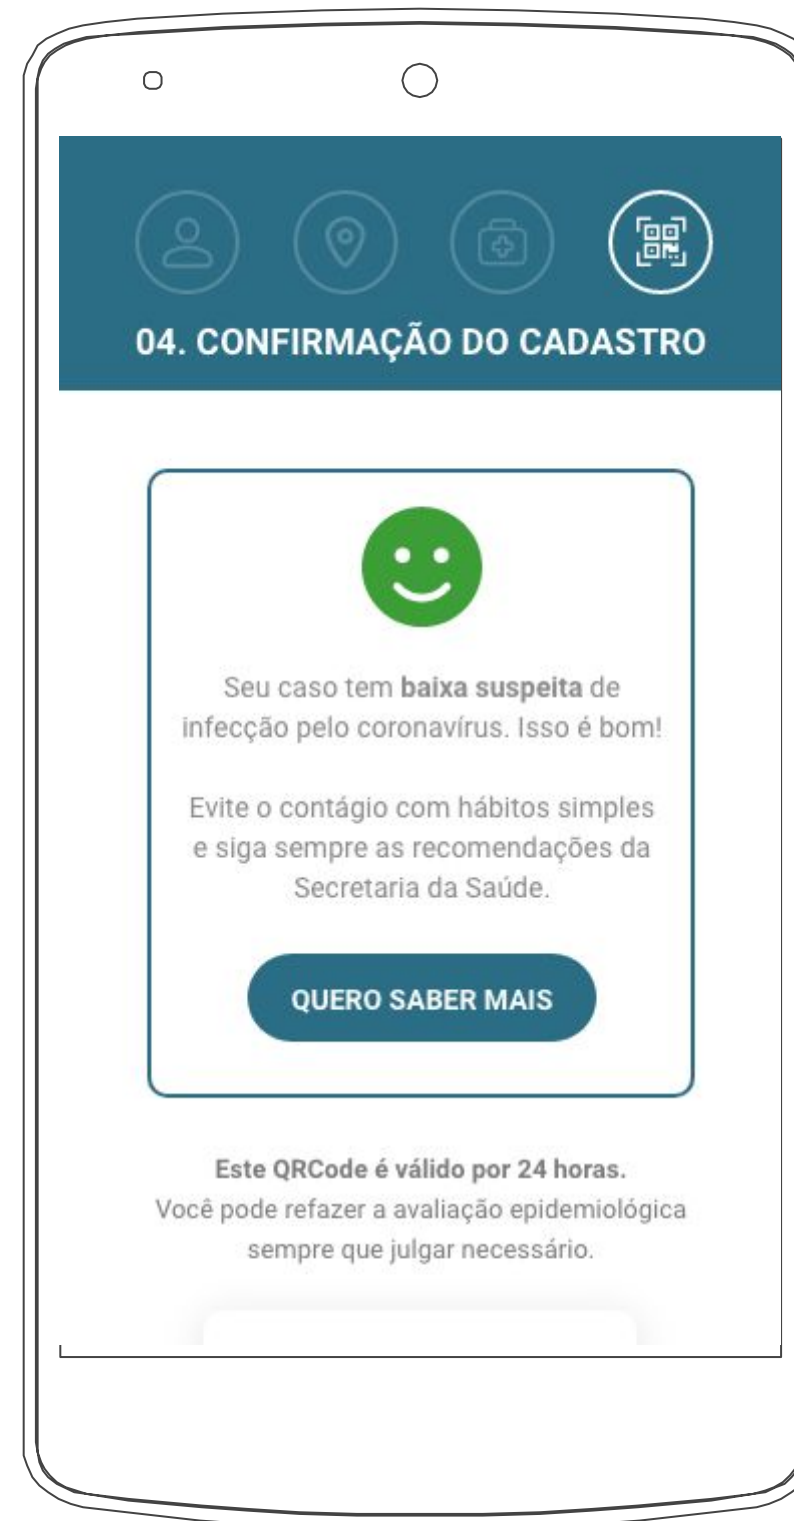 04. CONFIRMAÇÃO DO CADASTRO
Seu caso tem baixa suspeita de
infecção pelo coronavírus. Isso é bom!
Evite o contágio com hábitos simples
e siga sempre as recomendações da
Secretaria da Saúde.
QUERO SABER MAIS
Este QRCode é válido por 24 horas.
Você pode refazer a avaliação epidemiológica
sempre que julgar necessário.